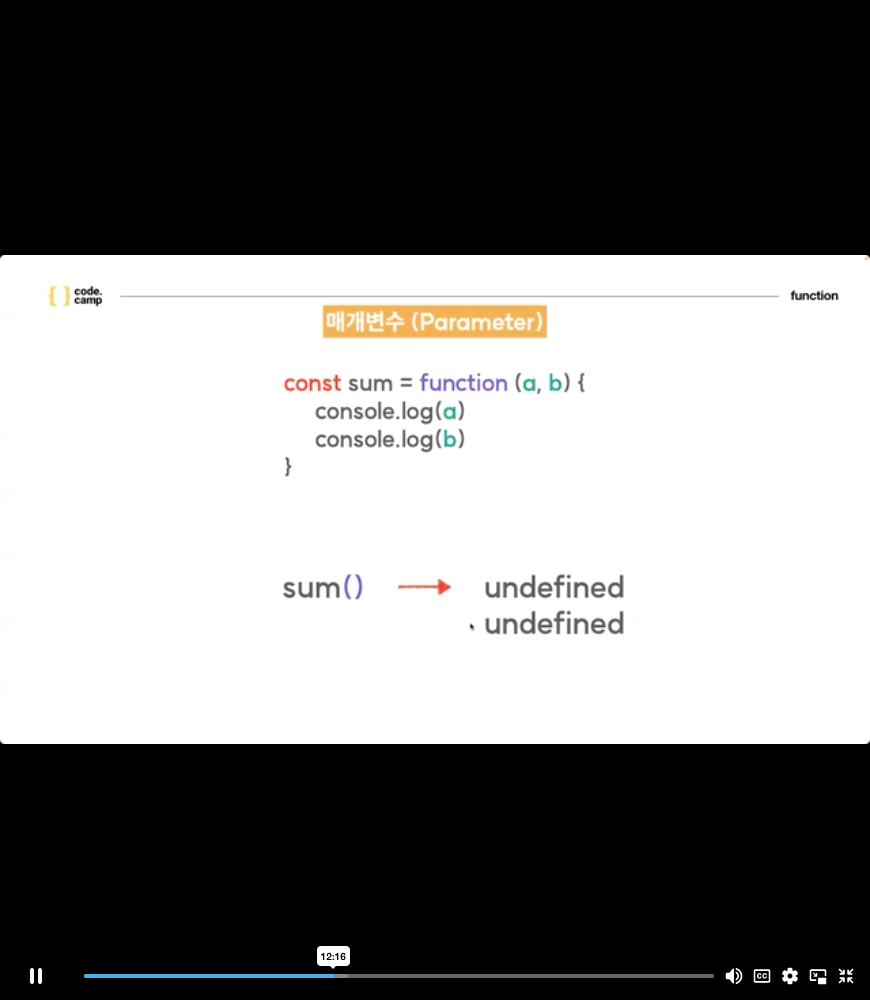 { } code.
camp
function
매개변수 (Parameter)
const sum = function (a, b) {
console.log(a)
console.log(b)
}
sum() → undefined
undefined
12:16
CC